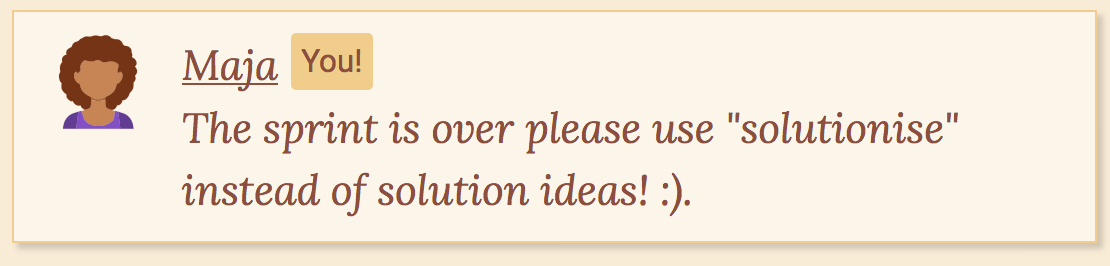 Maja You!
The sprint is over please use "solutionise"
instead of solution ideas! :).